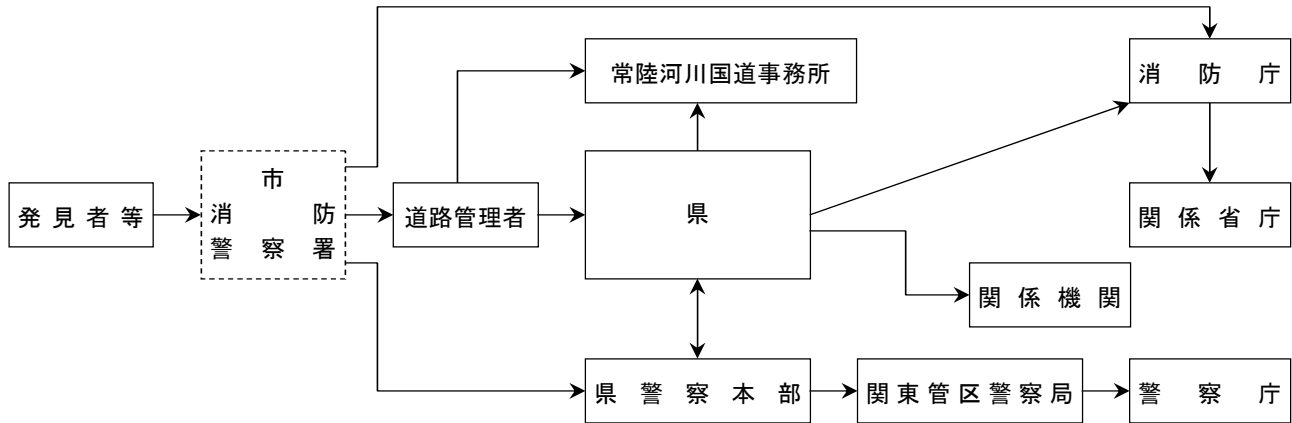 常陸河川国道事務所
消防庁
発見者等
市
消防
警察署
道路管理者
県
関係省庁
関係機関
県警察本部
関東管区警察局
警察庁